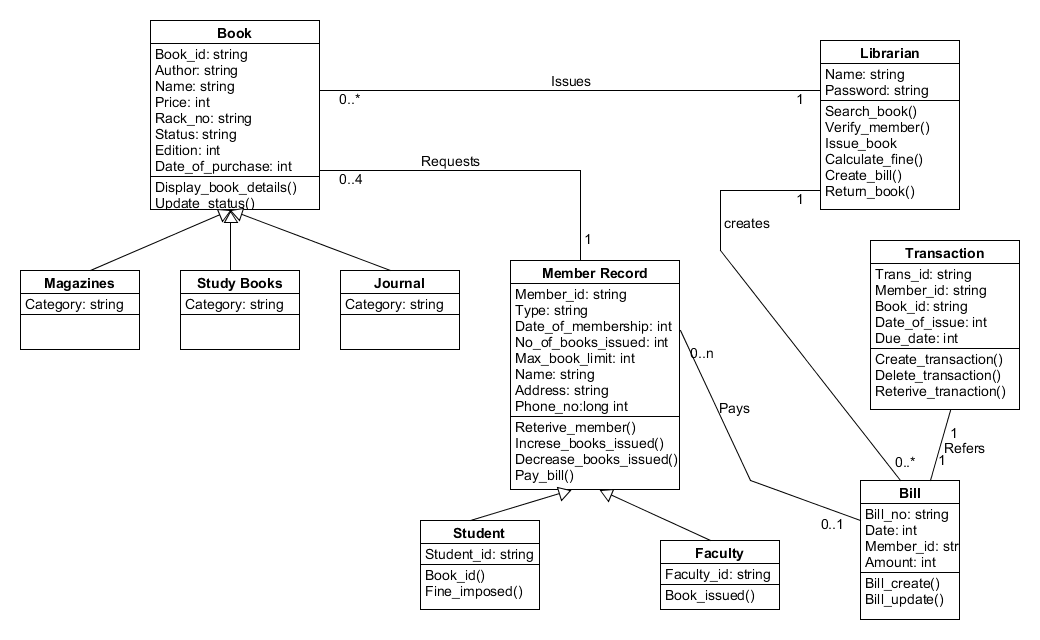 Book
Book_id: string
Author: string
Name: string
Price: int
Rack_no: string
Status: string
Edition: int
Date_of_purchase: int
Display_book_details()
Update_status()
Issues
0..*
1
Librarian
Name: string
Password: string
Search_book()
Verify_member()
Issue_book
Calculate_fine()
Create_bill()
Return_book()
Requests
0..4
1
1
creates
0..*
Magazines
Category: string
Study Books
Category: string
Journal
Category: string
Member Record
Member_id: string
Type: string
Date_of_membership: int
No_of_books_issued: int
Max_book_limit: int
Name: string
Address: string
Phone_no:long int
Reterive_member()
Increse_books_issued()
Decrease_books_issued()
Pay_bill()
0..n
Pays
0..1
Transaction
Trans_id: string
Member_id: string
Book_id: string
Date_of_issue: int
Due_date: int
Create_transaction()
Delete_transaction()
Reterive_tranaction()
1
Refers
1
Student
Student_id: string
Book_id()
Fine_imposed()
Faculty
Faculty_id: string
Book_issued()
Bill
Bill_no: string
Date: int
Member_id: str
Amount: int
Bill_create()
Bill_update()